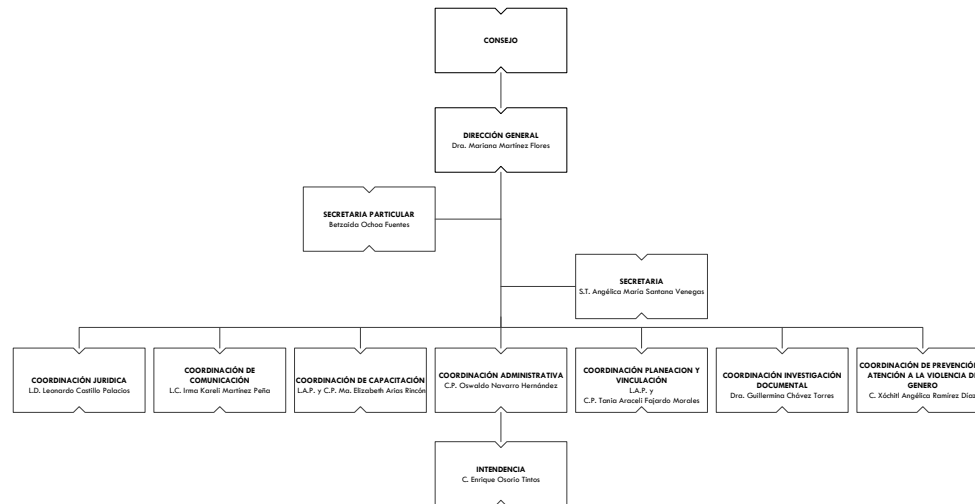 CONSEJO
DIRECCIÓN GENERAL
Dra. Mariana Martínez Flores
SECRETARIA PARTICULAR
Betzaida Ochoa Fuentes
SECRETARIA
S.T. Angélica María Santana Venegas
COORDINACIÓN JURIDICA
L.D. Leonardo Castillo Palacios
COORDINACIÓN DE
COMUNICACIÓN
L.C. Irma Kareli Martínez Peña
COORDINACIÓN DE CAPACITACIÓN
L.A.P. y C.P. Ma. Elizabeth Arias Rincón
COORDINACIÓN ADMINISTRATIVA
C.P. Oswaldo Navarro Hernández
COORDINACIÓN PLANEACION Y
VINCULACIÓN
L.A.P. y
C.P. Tania Araceli Fajardo Morales
COORDINACIÓN INVESTIGACIÓN
DOCUMENTAL
Dra. Guillermina Chávez Torres
COORDINACIÓN DE PREVENCIÓN
ATENCIÓN A LA VIOLENCIA DE
GENERO
C. Xóchitl Angélica Ramírez Díaz
INTENDENCIA
C. Enrique Osorio Tintos